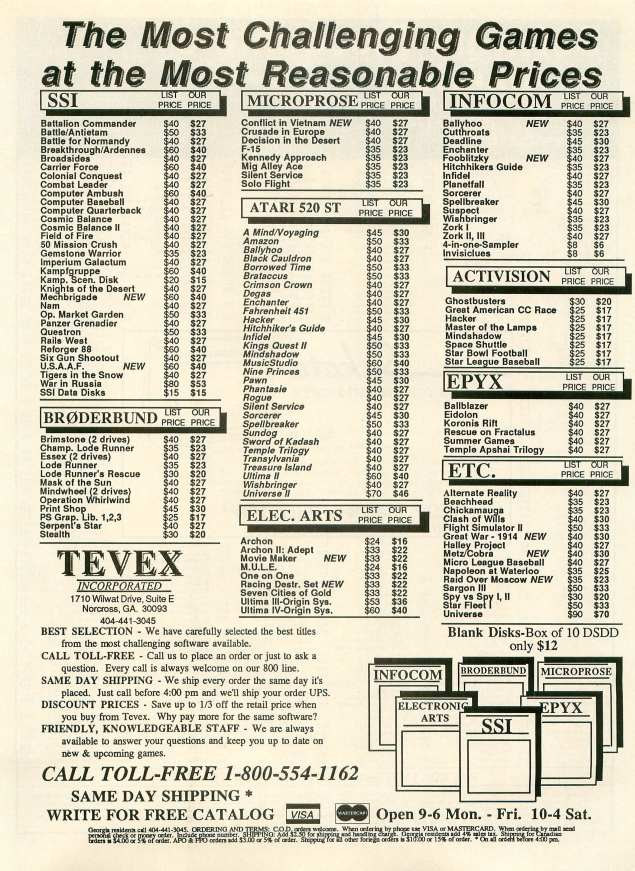 The Most Challenging Games
at the Most Reasonable Prices
SSI LIST PRICE OUR PRICE
Battalion Commander $40 $27
Battle/Antietam $50 $33
Battle for Normandy $40 $27
Breakthrough/Ardennes $60 $40
Broadsides $40 $27
Carrier Force $60 $40
Colonial Conquest $40 $27
Combat Leader $40 $27
Computer Ambush $60 $40
Computer Baseball $40 $27
Computer Quarterback $40 $27
Cosmic Balance $40 $27
Cosmic Balance II $40 $27
Field of Fire $40 $27
50 Mission Crush $40 $27
Gemstone Warrior $35 $23
Imperium Galactum $40 $27
Kampfgruppe $60 $40
Kamp. Scen. Disk $20 $15
Knights of the Desert $40 $27
Mechbrigade NEW $60 $40
Nam $40 $27
Op. Market Garden $50 $33
Panzer Grenadier $40 $27
Questron $50 $33
Rails West $40 $27
Reforger 88 $60 $40
Six Gun Shootout $40 $27
U.S.A.A.F. NEW $60 $40
Tigers in the Snow $40 $27
War in Russia $80 $53
SSI Data Disks $15 $15
BRØDERBUND LIST PRICE OUR PRICE
Brimstone (2 drives) $40 $27
Champ. Lode Runner $35 $23
Essex (2 drives) $40 $27
Lode Runner $35 $23
Lode Runner's Rescue $30 $20
Mask of the Sun $40 $27
Mindwheel (2 drives) $40 $27
Operation Whirlwind $40 $27
Print Shop $45 $30
PS Grap. Lib. 1,2,3 $25 $17
Serpent's Star $40 $27
Stealth $30 $20
MICROPROSE LIST PRICE OUR PRICE
Conflict in Vietnam NEW $40 $27
Crusade in Europe $40 $27
Decision in the Desert $40 $27
F-15 $35 $23
Kennedy Approach $35 $23
Mig Alley Ace $35 $23
Silent Service $35 $23
Solo Flight $35 $23
ATARI 520 ST LIST PRICE OUR PRICE
A Mind/Voyaging $45 $30
Amazon $50 $33
Ballyhoo $40 $27
Black Cauldron $40 $27
Borrowed Time $50 $33
Brataccus $50 $33
Crimson Crown $40 $27
Degas $40 $27
Enchanter $40 $27
Fahrenheit 451 $50 $33
Hacker $45 $30
Hitchhiker's Guide $40 $27
Infidel $45 $30
Kings Quest II $50 $33
Mindshadow $50 $33
MusicStudio $60 $40
Nine Princes $50 $33
Pawn $45 $30
Phantasie $40 $27
Rogue $40 $27
Silent Service $40 $27
Sorcerer $45 $30
Spellbreaker $50 $33
Sundog $40 $27
Sword of Kadash $40 $27
Temple Trilogy $40 $27
Transylvania $40 $27
Treasure Island $40 $27
Ultima II $60 $40
Wishbringer $40 $27
Universe II $70 $46
ELEC. ARTS LIST PRICE OUR PRICE
Archon $24 $16
Archon II: Adept $33 $22
Movie Maker NEW $33 $22
M.U.L.E. $24 $16
One on One $33 $22
Racing Destr. Set NEW $33 $22
Seven Cities of Gold $33 $22
Ultima III-Origin Sys. $53 $36
Ultima IV-Origin Sys. $60 $40
INFOCOM LIST PRICE OUR PRICE
Ballyhoo NEW $40 $27
Cutthroats $35 $23
Deadline $45 $30
Enchanter $35 $23
Fooblitzky NEW $40 $27
Hitchhikers Guide $35 $23
Infidel $40 $27
Planetfall $35 $23
Sorcerer $40 $27
Spellbreaker $45 $30
Suspect $40 $27
Wishbringer $35 $23
Zork I $35 $23
Zork II, III $40 $27
4-in-one-Sampler $8 $6
Invisiclues $8 $6
ACTIVISION LIST PRICE OUR PRICE
Ghostbusters $30 $20
Great American CC Race $25 $17
Hacker $25 $17
Master of the Lamps $25 $17
Mindshadow $25 $17
Space Shuttle $25 $17
Star Bowl Football $25 $17
Star League Baseball $25 $17
EPYX LIST PRICE OUR PRICE
Ballblazer $40 $27
Eidolon $40 $27
Koronis Rift $40 $27
Rescue on Fractalus $40 $27
Summer Games $40 $27
Temple Apshai Trilogy $40 $27
ETC. LIST PRICE OUR PRICE
Alternate Reality $40 $27
Beachhead $35 $23
Chickamauga $35 $23
Clash of Wills $40 $30
Flight Simulator II $50 $33
Great War - 1914 NEW $40 $30
Halley Project $40 $27
Metz/Cobra NEW $40 $30
Micro League Baseball $40 $27
Napoleon at Waterloo $35 $25
Raid Over Moscow NEW $35 $23
Sargon III $50 $33
Spy vs Spy I, II $30 $20
Star Fleet I $50 $33
Universe $90 $70
Blank Disks-Box of 10 DSDD
only $12
TEVEX
INCORPORATED
1710 Wilwat Drive, Suite E
Norcross, GA. 30093
404-441-3045
BEST SELECTION - We have carefully selected the best titles
from the most challenging software available.
CALL TOLL-FREE - Call us to place an order or just to ask a
question. Every call is always welcome on our 800 line.
SAME DAY SHIPPING - We ship every order the same day it's
placed. Just call before 4:00 pm and we'll ship your order UPS.
DISCOUNT PRICES - Save up to 1/3 off the retail price when
you buy from Tevex. Why pay more for the same software?
FRIENDLY, KNOWLEDGEABLE STAFF - We are always
available to answer your questions and keep you up to date on
new & upcoming games.
INFOCOM
BRODERBUND
MICROPROSE
ELECTRONIC
ARTS
SSI
EPYX
CALL TOLL-FREE 1-800-554-1162
SAME DAY SHIPPING *
WRITE FOR FREE CATALOG VISA MASTERCARD Open 9-6 Mon. - Fri. 10-4 Sat.
Georgia residents call 404-441-3045. ORDERING AND TERMS: C.O.D. orders welcome. When ordering by phone use VISA or MASTERCARD. When ordering by mail send
personal check or money order. Include phone number. SHIPPING: Add $2.50 for shipping and handling charge. Georgia residents add 4% sales tax. Shipping for Canadian
orders is $4.00 or 5% of order. APO & FPO orders add $3.00 or 5% of order. Shipping for all other foreign orders is $10.00 or 15% of order. * On all orders before 4:00 pm.